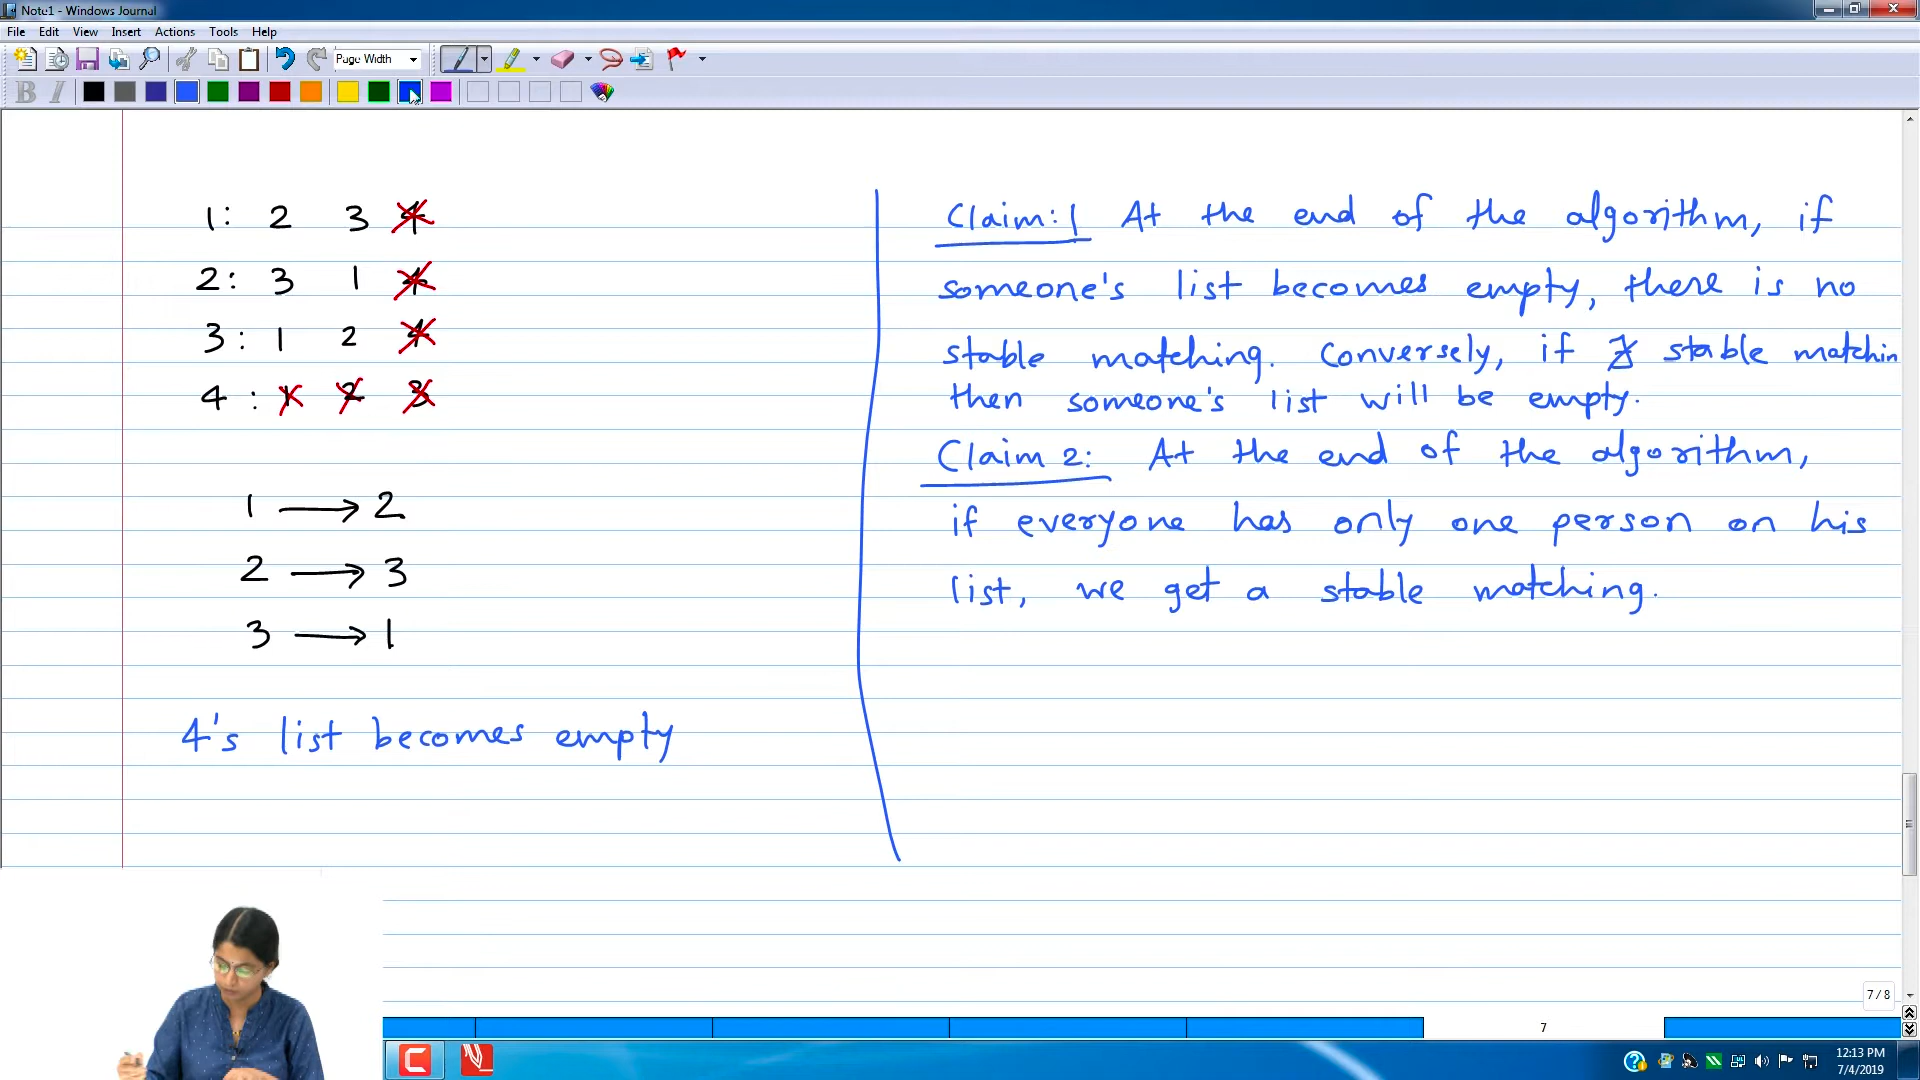 Note1 - Windows Journal
File Edit View Insert Actions Tools Help
Page Width
B I
1: 2 3 4
2: 3 1 4
3: 1 2 4
4: 1 2 3
1 → 2
2 → 3
3 → 1
4's list becomes empty
Claim:1 At the end of the algorithm, if
someone's list becomes empty, there is no
stable matching. Conversely, if ∄ stable matchin
then someone's list will be empty.
Claim 2: At the end of the algorithm,
if everyone has only one person on his
list, we get a stable matching.
7 / 8
7
12:13 PM
7/4/2019